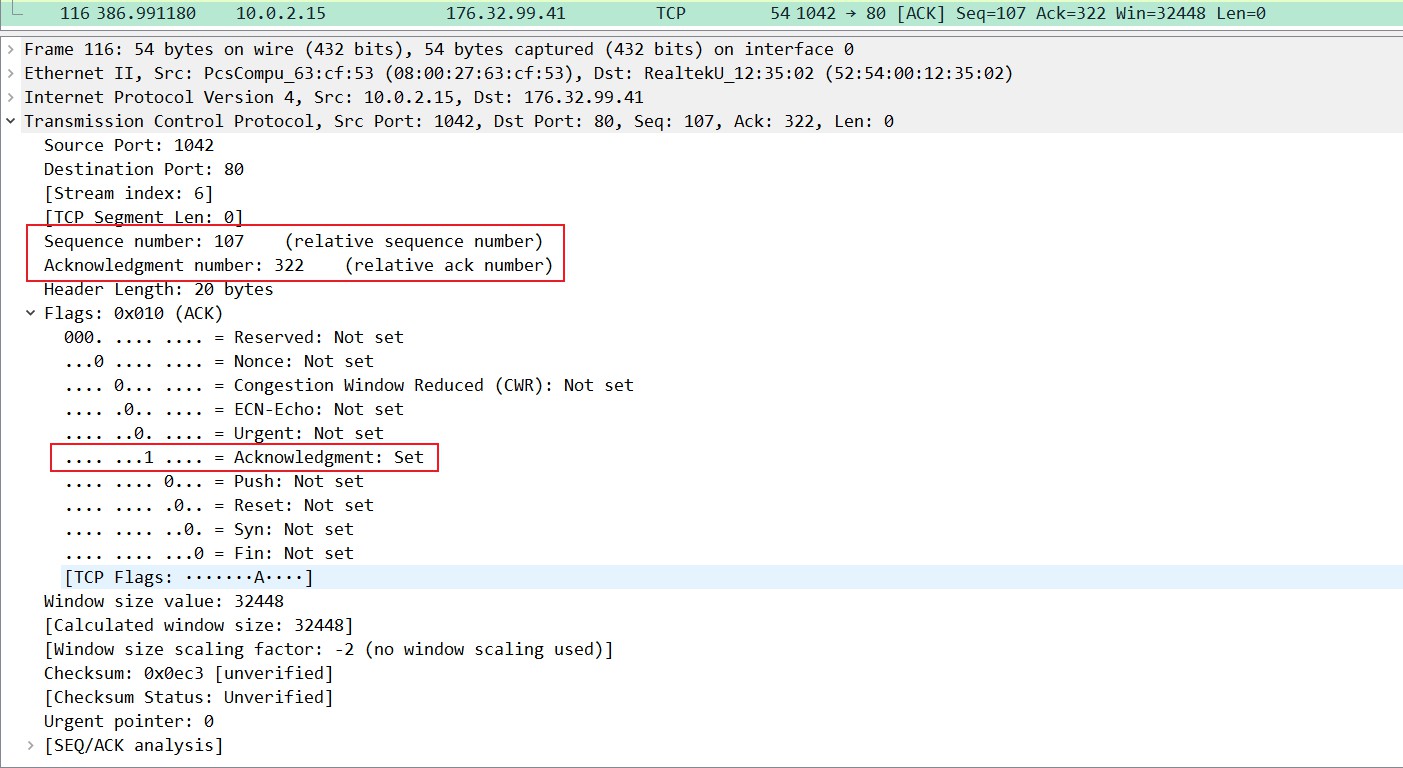 116 386.991180 10.0.2.15 176.32.99.41 TCP 54 1042 → 80 [ACK] Seq=107 Ack=322 Win=32448 Len=0
Frame 116: 54 bytes on wire (432 bits), 54 bytes captured (432 bits) on interface 0
Ethernet II, Src: PcsCompu_63:cf:53 (08:00:27:63:cf:53), Dst: RealtekU_12:35:02 (52:54:00:12:35:02)
Internet Protocol Version 4, Src: 10.0.2.15, Dst: 176.32.99.41
Transmission Control Protocol, Src Port: 1042, Dst Port: 80, Seq: 107, Ack: 322, Len: 0
Source Port: 1042
Destination Port: 80
[Stream index: 6]
[TCP Segment Len: 0]
Sequence number: 107    (relative sequence number)
Acknowledgment number: 322    (relative ack number)
Header Length: 20 bytes
Flags: 0x010 (ACK)
000. .... .... = Reserved: Not set
...0 .... .... = Nonce: Not set
.... 0... .... = Congestion Window Reduced (CWR): Not set
.... .0.. .... = ECN-Echo: Not set
.... ..0. .... = Urgent: Not set
.... ...1 .... = Acknowledgment: Set
.... .... 0... = Push: Not set
.... .... .0.. = Reset: Not set
.... .... ..0. = Syn: Not set
.... .... ...0 = Fin: Not set
[TCP Flags: ·······A····]
Window size value: 32448
[Calculated window size: 32448]
[Window size scaling factor: -2 (no window scaling used)]
Checksum: 0x0ec3 [unverified]
[Checksum Status: Unverified]
Urgent pointer: 0
[SEQ/ACK analysis]